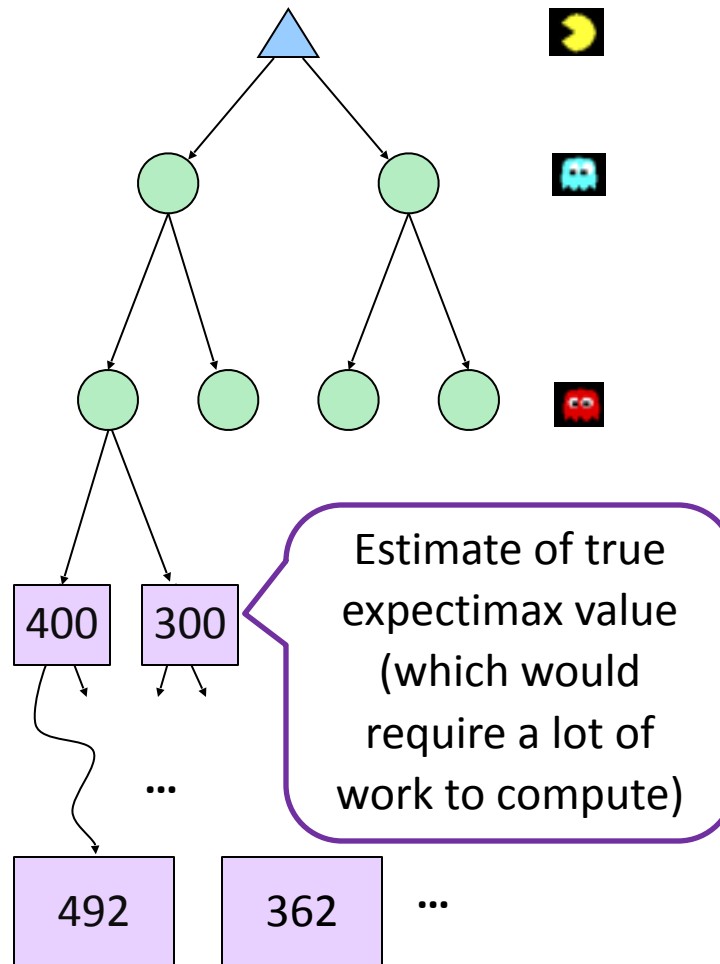 Estimate of true
expectimax value
(which would
require a lot of
work to compute)
400 300
...
492 362 ...